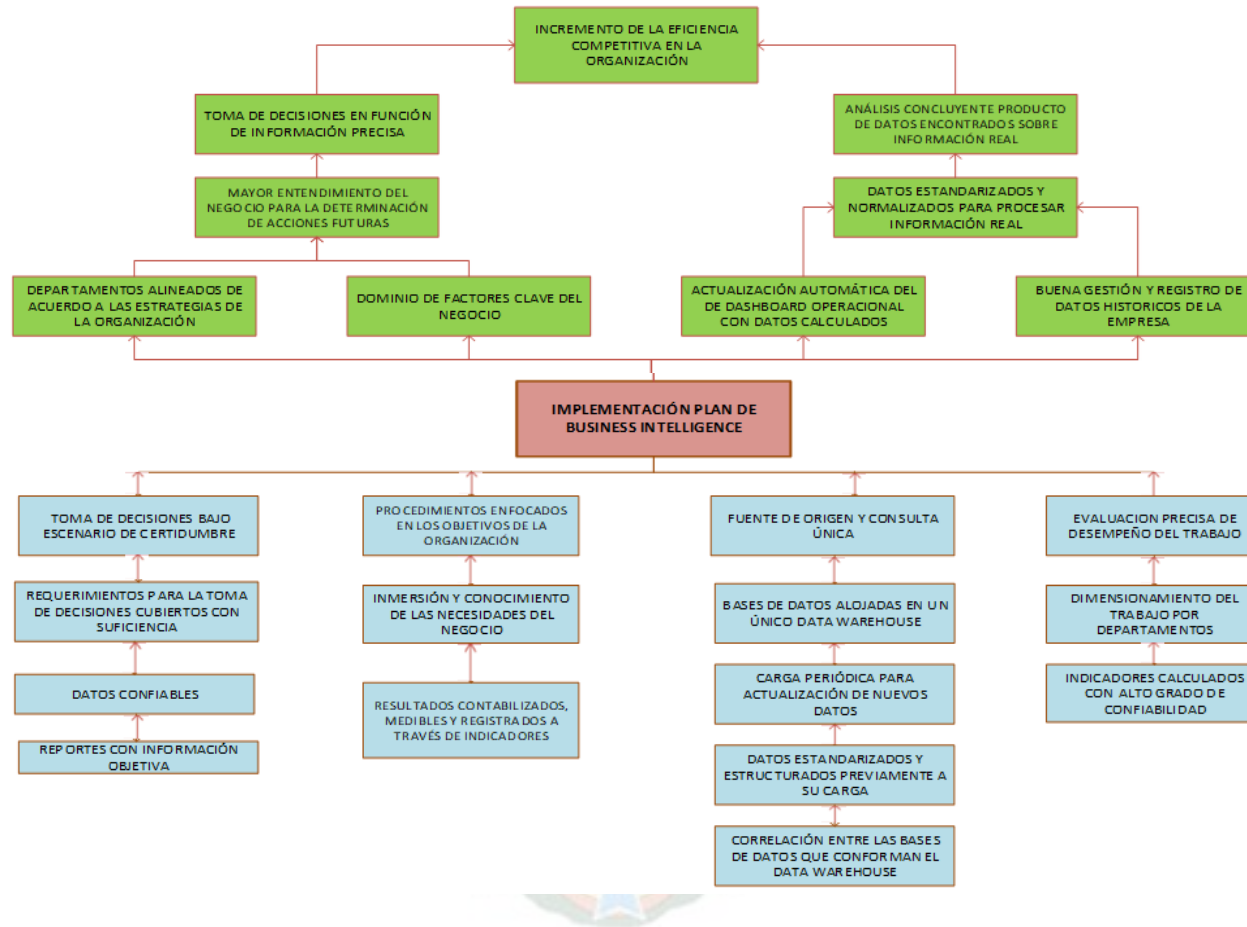 INCREMENTO DE LA EFICIENCIA
COMPETITIVA EN LA
ORGANIZACIÓN
TOMA DE DECISIONES EN FUNCIÓN
DE INFORMACIÓN PRECISA
ANÁLISIS CONCLUYENTE PRODUCTO
DE DATOS ENCONTRADOS SOBRE
INFORMACIÓN REAL
MAYOR ENTENDIMIENTO DEL
NEGOCIO PARA LA DETERMINACIÓN
DE ACCIONES FUTURAS
DATOS ESTANDARIZADOS Y
NORMALIZADOS PARA PROCESAR
INFORMACIÓN REAL
DEPARTAMENTOS ALINEADOS DE
ACUERDO A LAS ESTRATEGIAS DE
LA ORGANIZACIÓN
DOMINIO DE FACTORES CLAVE DEL
NEGOCIO
ACTUALIZACIÓN AUTOMÁTICA DEL
DE DASHBOARD OPERACIONAL
CON DATOS CALCULADOS
BUENA GESTIÓN Y REGISTRO DE
DATOS HISTORICOS DE LA
EMPRESA
IMPLEMENTACIÓN PLAN DE
BUSINESS INTELLIGENCE
TOMA DE DECISIONES BAJO
ESCENARIO DE CERTIDUMBRE
PROCEDIMIENTOS ENFOCADOS
EN LOS OBJETIVOS DE LA
ORGANIZACIÓN
FUENTE DE ORIGEN Y CONSULTA
ÚNICA
EVALUACION PRECISA DE
DESEMPEÑO DEL TRABAJO
REQUERIMIENTOS PARA LA TOMA
DE DECISIONES CUBIERTOS CON
SUFICIENCIA
INMERSIÓN Y CONOCIMIENTO
DE LAS NECESIDADES DEL
NEGOCIO
BASES DE DATOS ALOJADAS EN UN
ÚNICO DATA WAREHOUSE
DIMENSIONAMIENTO DEL
TRABAJO POR
DEPARTAMENTOS
DATOS CONFIABLES
RESULTADOS CONTABILIZADOS,
MEDIBLES Y REGISTRADOS A
TRAVÉS DE INDICADORES
CARGA PERIÓDICA PARA
ACTUALIZACIÓN DE NUEVOS
DATOS
INDICADORES CALCULADOS
CON ALTO GRADO DE
CONFIABILIDAD
REPORTES CON INFORMACIÓN
OBJETIVA
DATOS ESTANDARIZADOS Y
ESTRUCTURADOS PREVIAMENTE A
SU CARGA
CORRELACIÓN ENTRE LAS BASES
DE DATOS QUE CONFORMAN EL
DATA WAREHOUSE